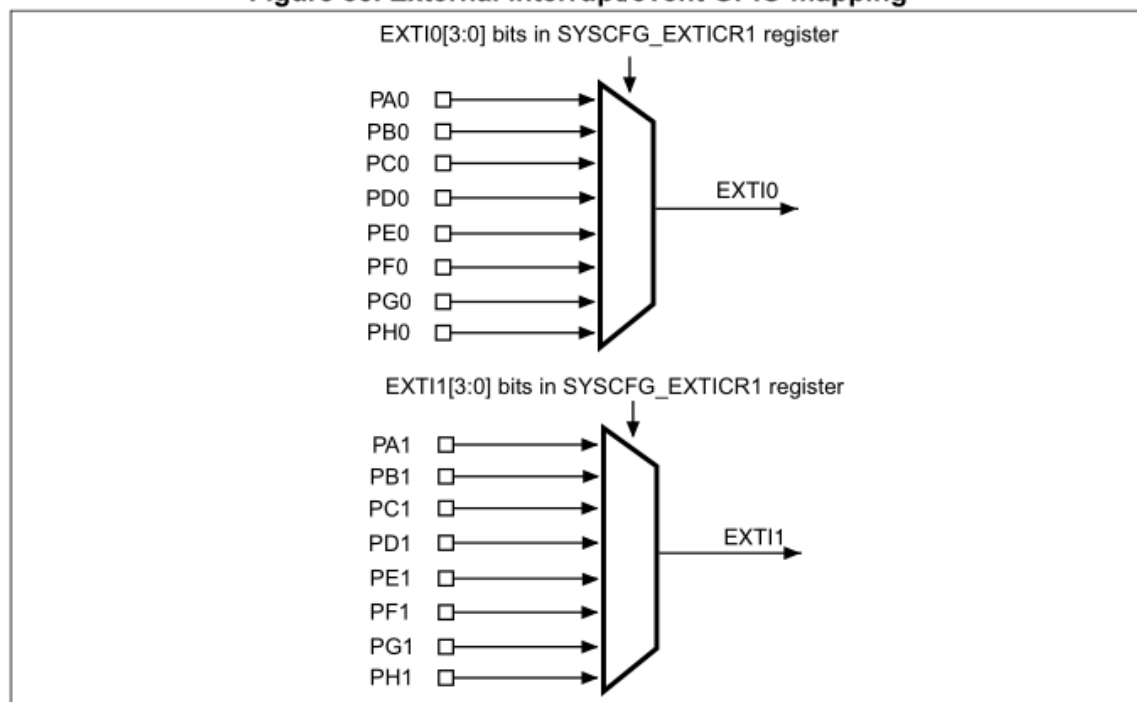 EXTI0[3:0] bits in SYSCFG_EXTICR1 register
PA0
PB0
PC0
PD0
PE0
PF0
PG0
PH0
EXTI0
EXTI1[3:0] bits in SYSCFG_EXTICR1 register
PA1
PB1
PC1
PD1
PE1
PF1
PG1
PH1
EXTI1